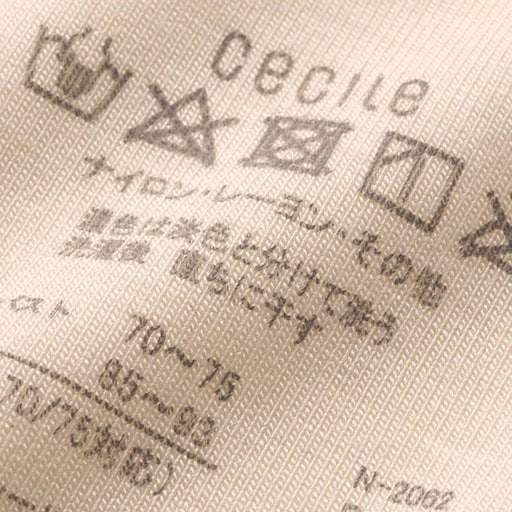 cecile
ナイロン・レーヨン・その他
濃色は淡色と分けて洗う
洗濯後 直ちに干す
70〜75
85〜93
70/75対応)
N-2062